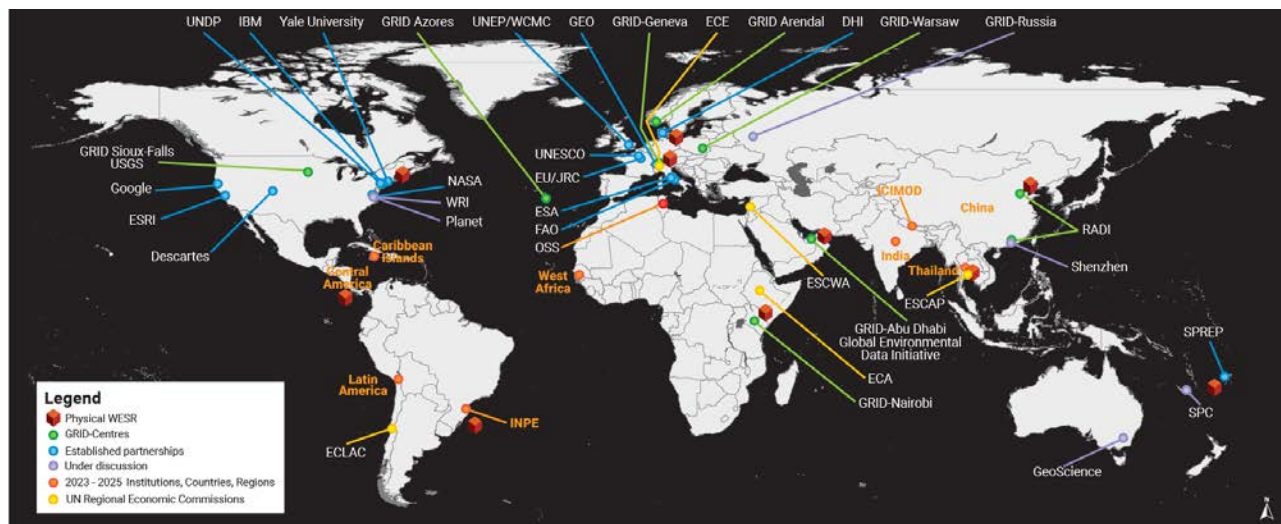 UNDP
IBM
Yale University
GRID Azores
UNEP/WCMC
GEO
GRID-Geneva
ECE
GRID Arendal
DHI
GRID-Warsaw
GRID-Russia
GRID Sioux-Falls
USGS
Google
ESRI
Descartes
NASA
WRI
Planet
UNESCO
EU/JRC
ESA
FAO
OSS
ICIMOD
China
India
Thailand
RADI
Shenzhen
Caribbean
Islands
Central
America
West
Africa
ESCWA
ESCAP
GRID-Abu Dhabi
Global Environmental
Data Initiative
ECA
GRID-Nairobi
SPREP
SPC
GeoScience
Latin
America
INPE
ECLAC
Legend
Physical WESR
GRID-Centres
Established partnerships
Under discussion
2023 - 2025 Institutions, Countries, Regions
UN Regional Economic Commissions
N